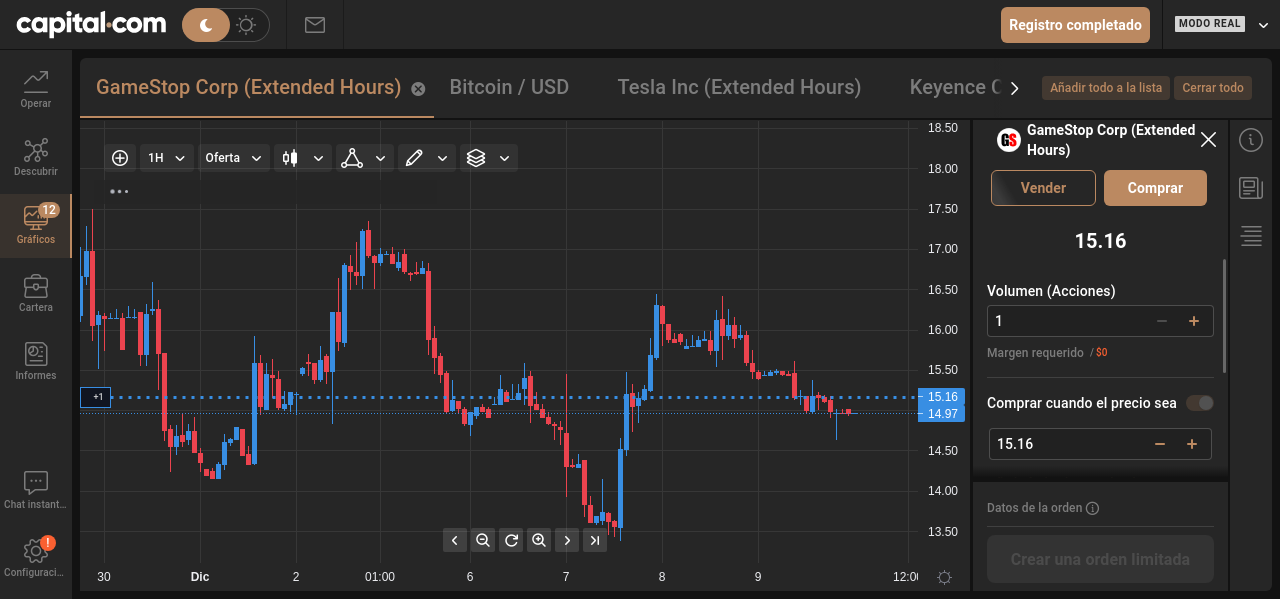 capital.com
Registro completado
MODO REAL
Operar
Descubrir
12
Gráficos
Cartera
Informes
Chat instant...
!
Configuraci...
GameStop Corp (Extended Hours)
Bitcoin / USD
Tesla Inc (Extended Hours)
Keyence C
Añadir todo a la lista
Cerrar todo
1H
Oferta
...
+1
18.50
18.00
17.50
17.00
16.50
16.00
15.50
15.16
14.97
14.50
14.00
13.50
30
Dic
2
01:00
6
7
8
9
12:00
GS
GameStop Corp (Extended
Hours)
Vender
Comprar
15.16
Volumen (Acciones)
1
Margen requerido / $0
Comprar cuando el precio sea
15.16
Datos de la orden
Crear una orden limitada